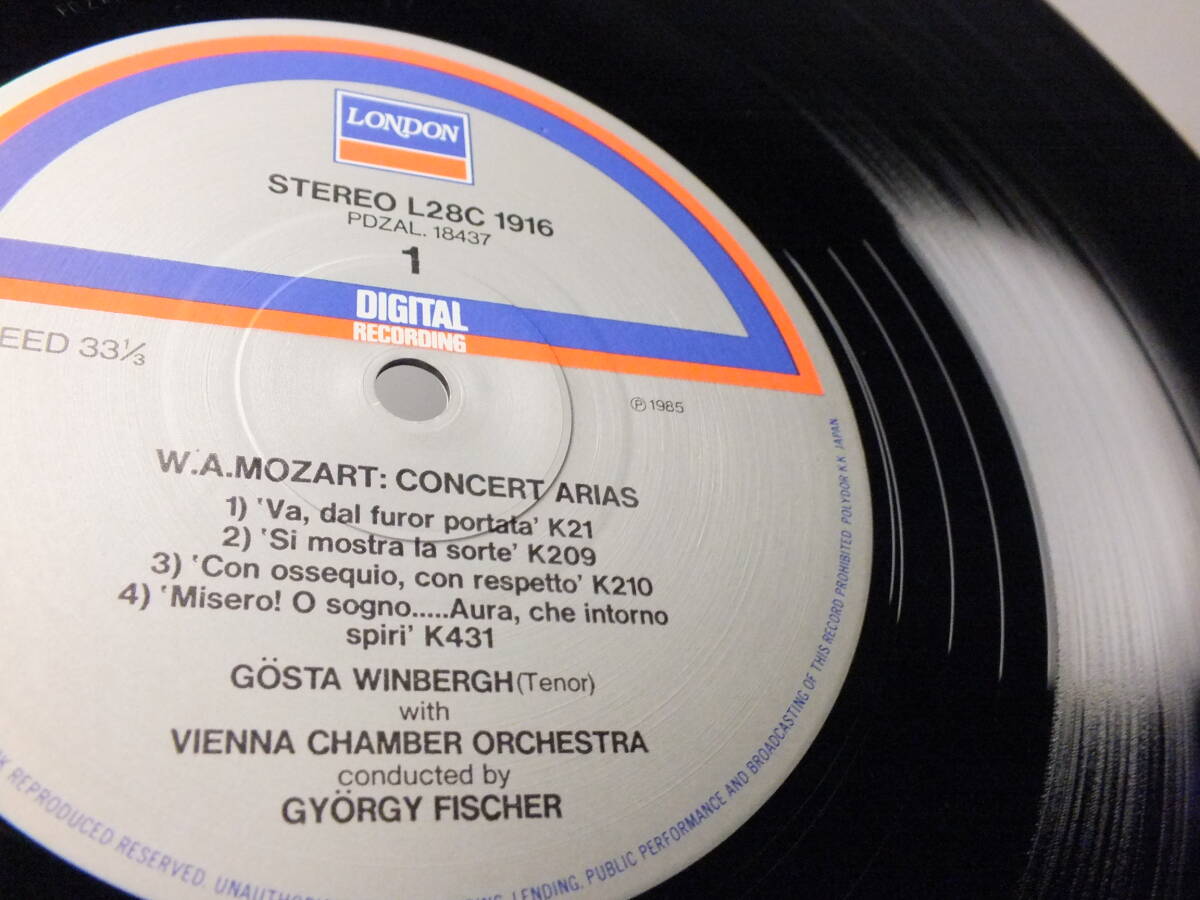 LONDON
STEREO L28C 1916
PDZAL. 18437
1
DIGITAL
RECORDING
EED 33⅓
℗ 1985
W.A.MOZART: CONCERT ARIAS
1) 'Va, dal furor portata' K21
2) 'Si mostra la sorte' K209
3) 'Con ossequio, con respetto' K210
4) 'Misero! O sogno.....Aura, che intorno
spiri' K431
GÖSTA WINBERGH (Tenor)
with
VIENNA CHAMBER ORCHESTRA
conducted by
GYÖRGY FISCHER
REPRODUCED RESERVED. LENDING, PUBLIC PERFORMANCE AND BROADCASTING OF THIS RECORD PROHIBITED POLYDOR K.K. JAPAN